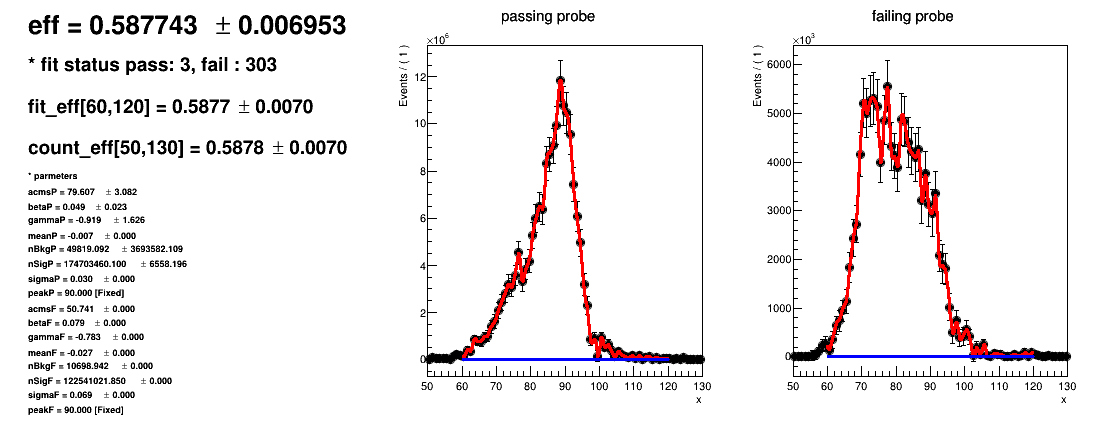 eff = 0.587743 ± 0.006953
* fit status pass: 3, fail : 303
fit_eff[60,120] = 0.5877 ± 0.0070
count_eff[50,130] = 0.5878 ± 0.0070
* parmeters
acmsP = 79.607 ± 3.082
betaP = 0.049 ± 0.023
gammaP = -0.919 ± 1.626
meanP = -0.007 ± 0.000
nBkgP = 49819.092 ± 3693582.109
nSigP = 174703460.100 ± 6558.196
sigmaP = 0.030 ± 0.000
peakP = 90.000 [Fixed]
acmsF = 50.741 ± 0.000
betaF = 0.079 ± 0.000
gammaF = -0.783 ± 0.000
meanF = -0.027 ± 0.000
nBkgF = 10698.942 ± 0.000
nSigF = 122541021.850 ± 0.000
sigmaF = 0.069 ± 0.000
peakF = 90.000 [Fixed]
passing probe
×10⁶
Events / ( 1 )
12
10
8
6
4
2
0
50 60 70 80 90 100 110 120 130
x
failing probe
×10³
Events / ( 1 )
6000
5000
4000
3000
2000
1000
0
50 60 70 80 90 100 110 120 130
x